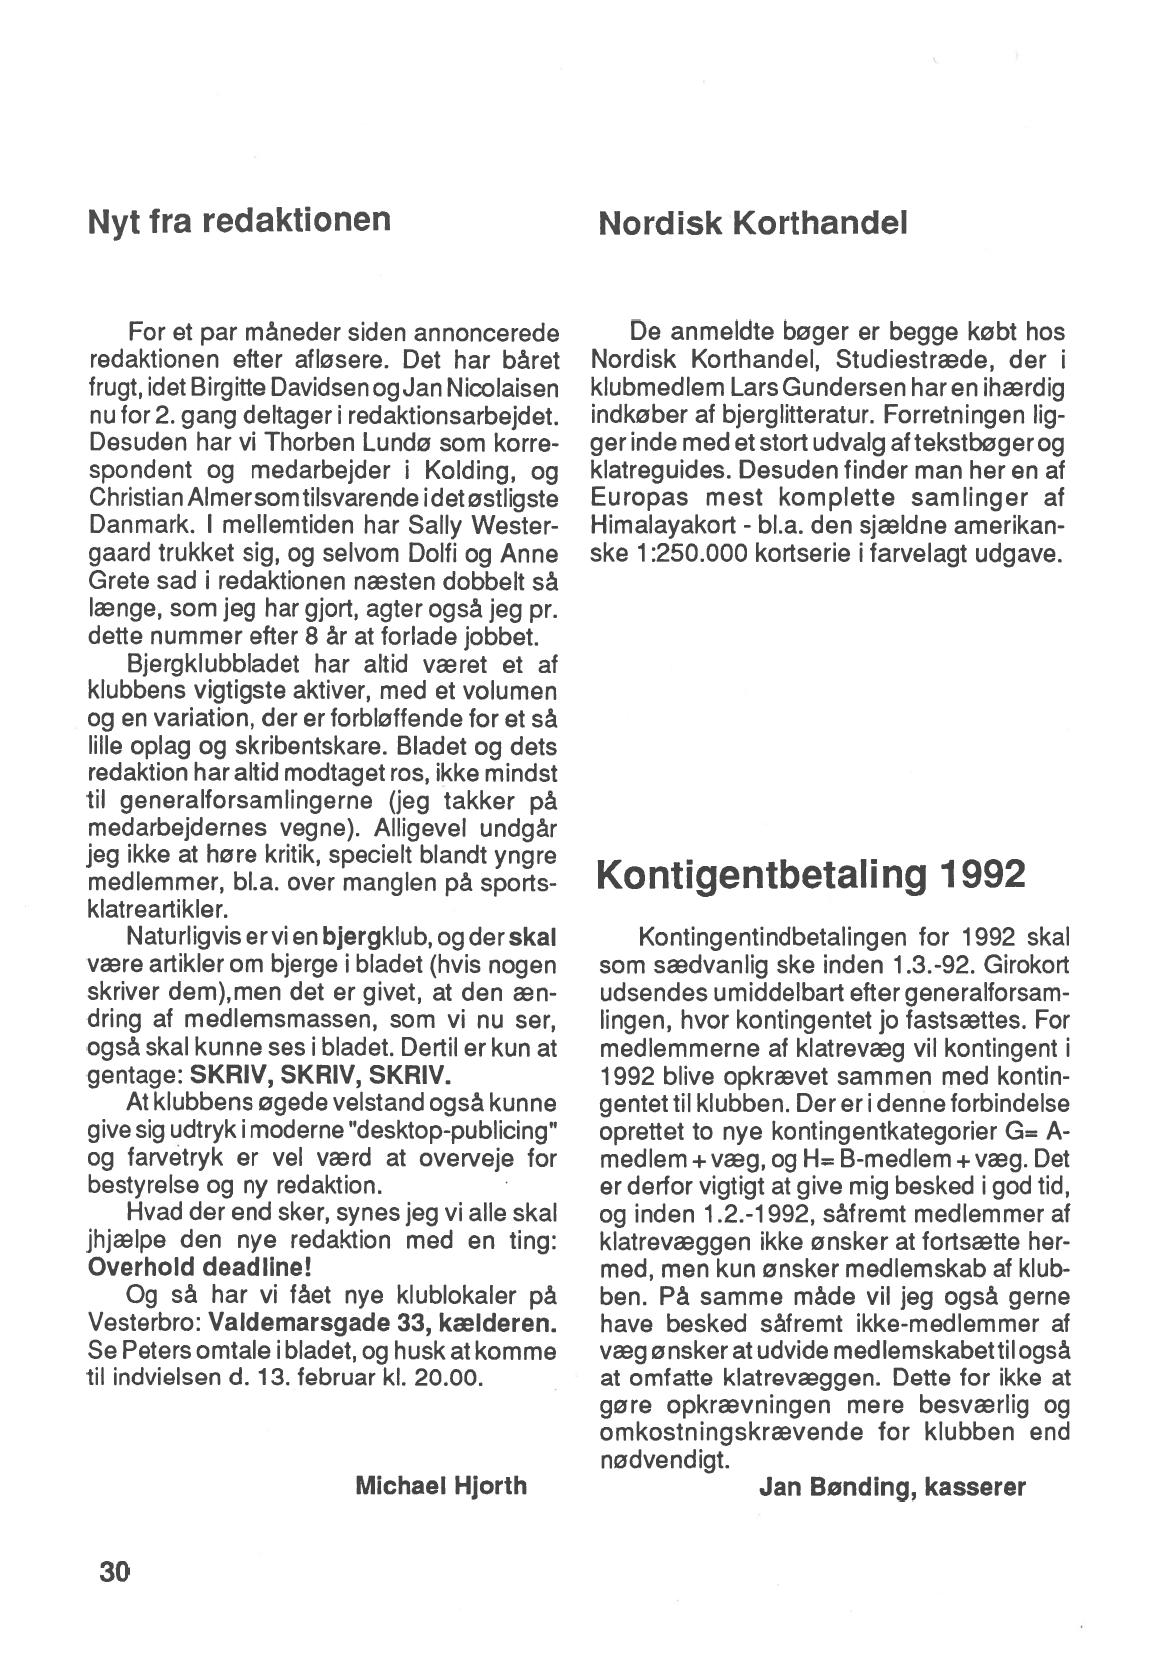 Nyt fra redaktionen
For et par måneder siden annoncerede
redaktionen efter afløsere. Det har båret
frugt, idet Birgitte Davidsen og Jan Nicolaisen
nu for 2. gang deltager i redaktionsarbejdet.
Desuden har vi Thorben Lundø som korre-
spondent og medarbejder i Kolding, og
Christian Almer som tilsvarende i det østligste
Danmark. I mellemtiden har Sally Wester-
gaard trukket sig, og selvom Dolfi og Anne
Grete sad i redaktionen næsten dobbelt så
længe, som jeg har gjort, agter også jeg pr.
dette nummer efter 8 år at forlade jobbet.
Bjergklubbladet har altid været et af
klubbens vigtigste aktiver, med et volumen
og en variation, der er forbløffende for et så
lille oplag og skribentskare. Bladet og dets
redaktion har altid modtaget ros, ikke mindst
til generalforsamlingerne (jeg takker på
medarbejdernes vegne). Alligevel undgår
jeg ikke at høre kritik, specielt blandt yngre
medlemmer, bl.a. over manglen på sports-
klatreartikler.
Naturligvis er vi en bjergklub, og der skal
være artikler om bjerge i bladet (hvis nogen
skriver dem),men det er givet, at den æn-
dring af medlemsmassen, som vi nu ser,
også skal kunne ses i bladet. Dertil er kun at
gentage: SKRIV, SKRIV, SKRIV.
At klubbens øgede velstand også kunne
give sig udtryk i moderne "desktop-publicing"
og farvetryk er vel værd at overveje for
bestyrelse og ny redaktion.
Hvad der end sker, synes jeg vi alle skal
jhjælpe den nye redaktion med en ting:
Overhold deadline!
Og så har vi fået nye klublokaler på
Vesterbro: Valdemarsgade 33, kælderen.
Se Peters omtale i bladet, og husk at komme
til indvielsen d. 13. februar kl. 20.00.
Michael Hjorth
Nordisk Korthandel
De anmeldte bøger er begge købt hos
Nordisk Korthandel, Studiestræde, der i
klubmedlem Lars Gundersen har en ihærdig
indkøber af bjerglitteratur. Forretningen lig-
ger inde med et stort udvalg af tekstbøger og
klatreguides. Desuden finder man her en af
Europas mest komplette samlinger af
Himalayakort - bl.a. den sjældne amerikan-
ske 1:250.000 kortserie i farvelagt udgave.
Kontigentbetaling 1992
Kontingentindbetalingen for 1992 skal
som sædvanlig ske inden 1.3.-92. Girokort
udsendes umiddelbart efter generalforsam-
lingen, hvor kontingentet jo fastsættes. For
medlemmerne af klatrevæg vil kontingent i
1992 blive opkrævet sammen med kontin-
gentet til klubben. Der er i denne forbindelse
oprettet to nye kontingentkategorier G= A-
medlem + væg, og H= B-medlem + væg. Det
er derfor vigtigt at give mig besked i god tid,
og inden 1.2.-1992, såfremt medlemmer af
klatrevæggen ikke ønsker at fortsætte her-
med, men kun ønsker medlemskab af klub-
ben. På samme måde vil jeg også gerne
have besked såfremt ikke-medlemmer af
væg ønsker at udvide medlemskabet til også
at omfatte klatrevæggen. Dette for ikke at
gøre opkrævningen mere besværlig og
omkostningskrævende for klubben end
nødvendigt.
Jan Bønding, kasserer
30